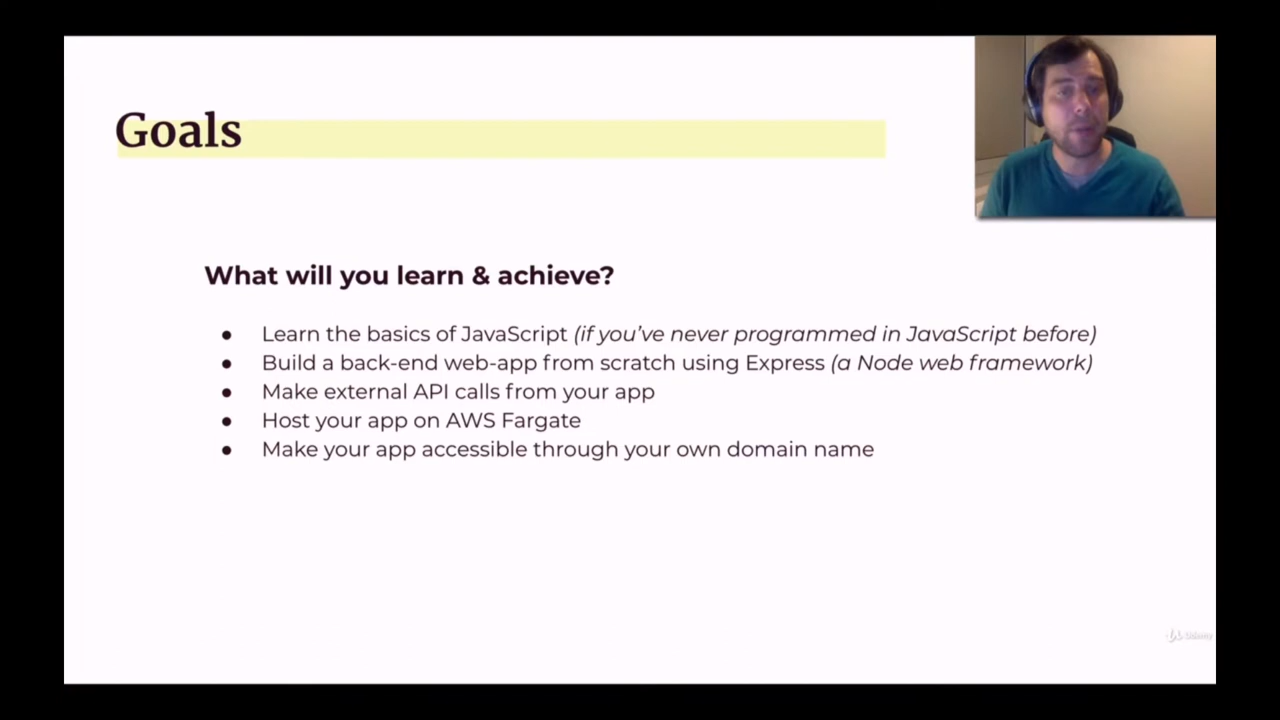 Goals
What will you learn & achieve?
● Learn the basics of JavaScript (if you've never programmed in JavaScript before)
● Build a back-end web-app from scratch using Express (a Node web framework)
● Make external API calls from your app
● Host your app on AWS Fargate
● Make your app accessible through your own domain name
Udemy